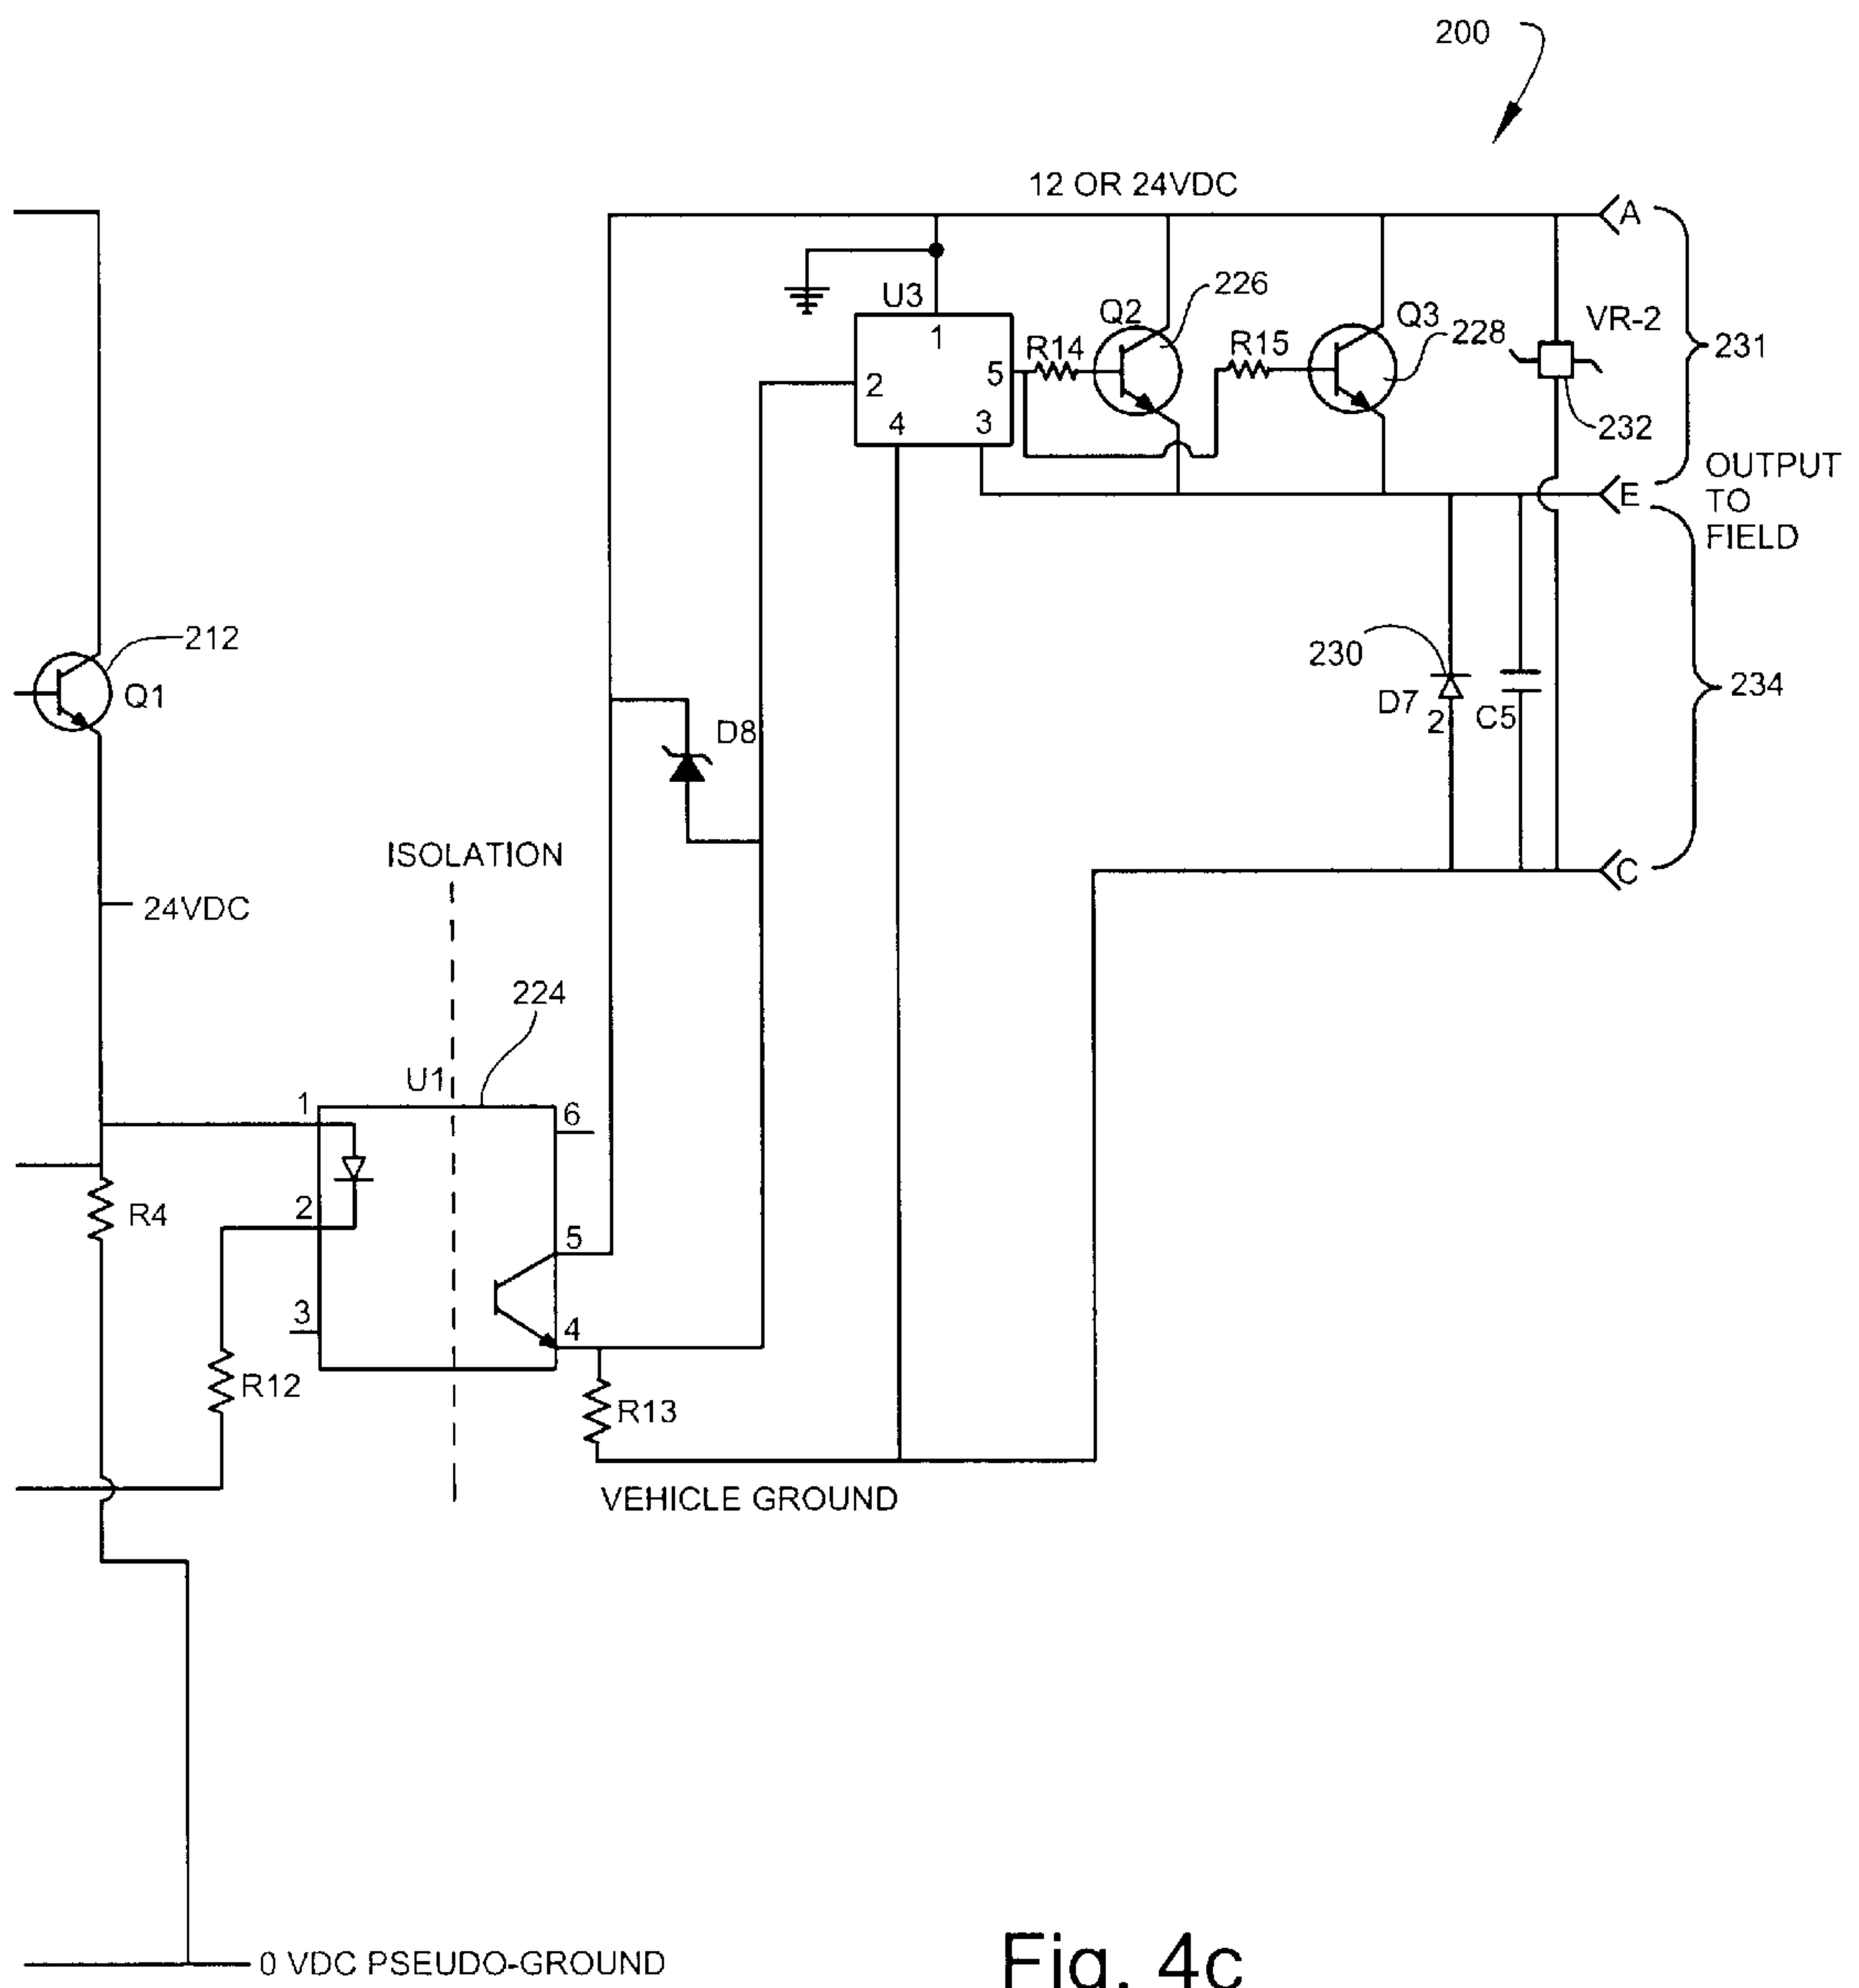 200
12 OR 24VDC
A
U3
Q2
226
Q3
VR-2
1
R14
R15
228
231
2
5
4
3
232
E
OUTPUT
TO
FIELD
212
Q1
230
D7
2
C5
234
D8
ISOLATION
C
24VDC
224
U1
1
6
2
R4
5
3
4
R12
R13
VEHICLE GROUND
0 VDC PSEUDO-GROUND
Fig. 4c